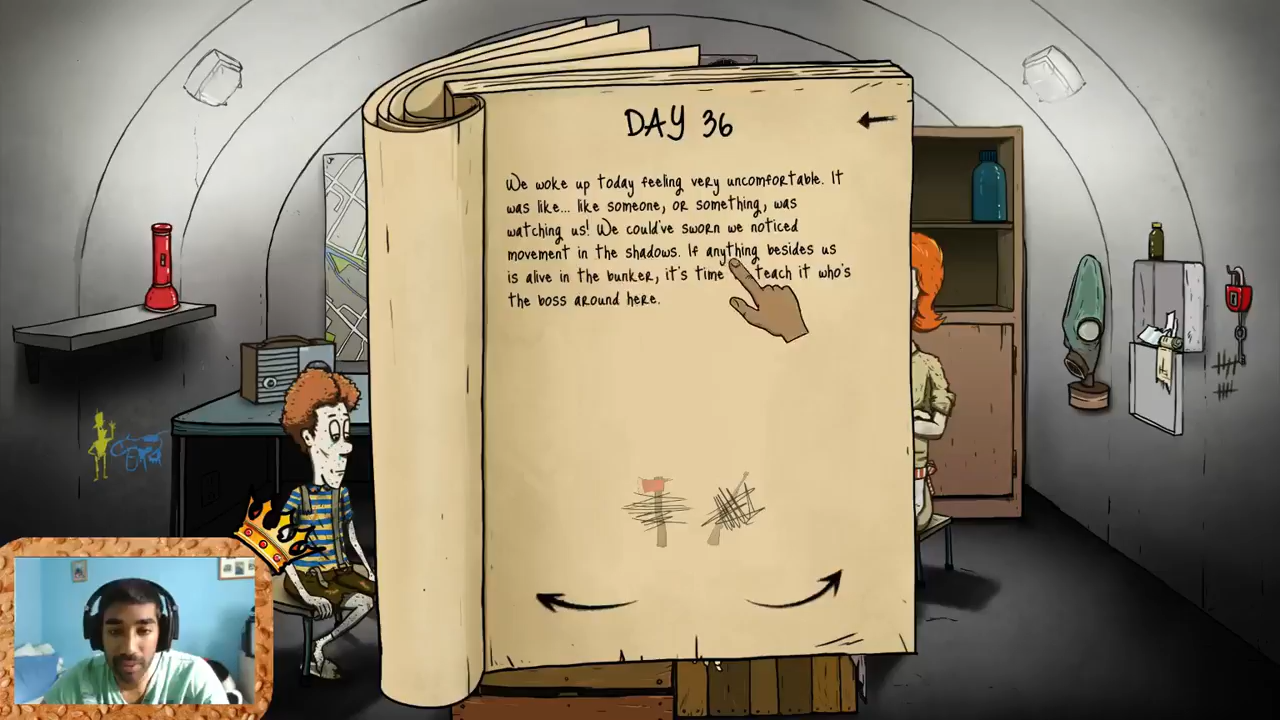 DAY 36
We woke up today feeling very uncomfortable. It
was like... like someone, or something, was
watching us! We could've sworn we noticed
movement in the shadows. If anything besides us
is alive in the bunker, it's time teach it who's
the boss around here.